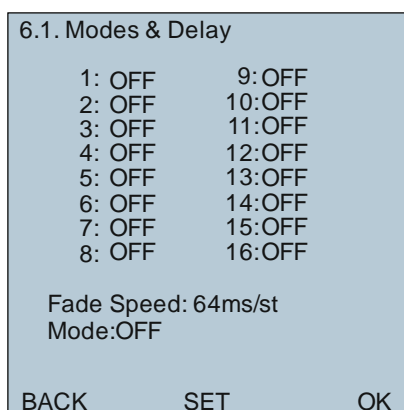 6.1. Modes & Delay
1: OFF 9:OFF
2: OFF 10:OFF
3: OFF 11:OFF
4: OFF 12:OFF
5: OFF 13:OFF
6: OFF 14:OFF
7: OFF 15:OFF
8: OFF 16:OFF
Fade Speed: 64ms/st
Mode:OFF
BACK SET OK